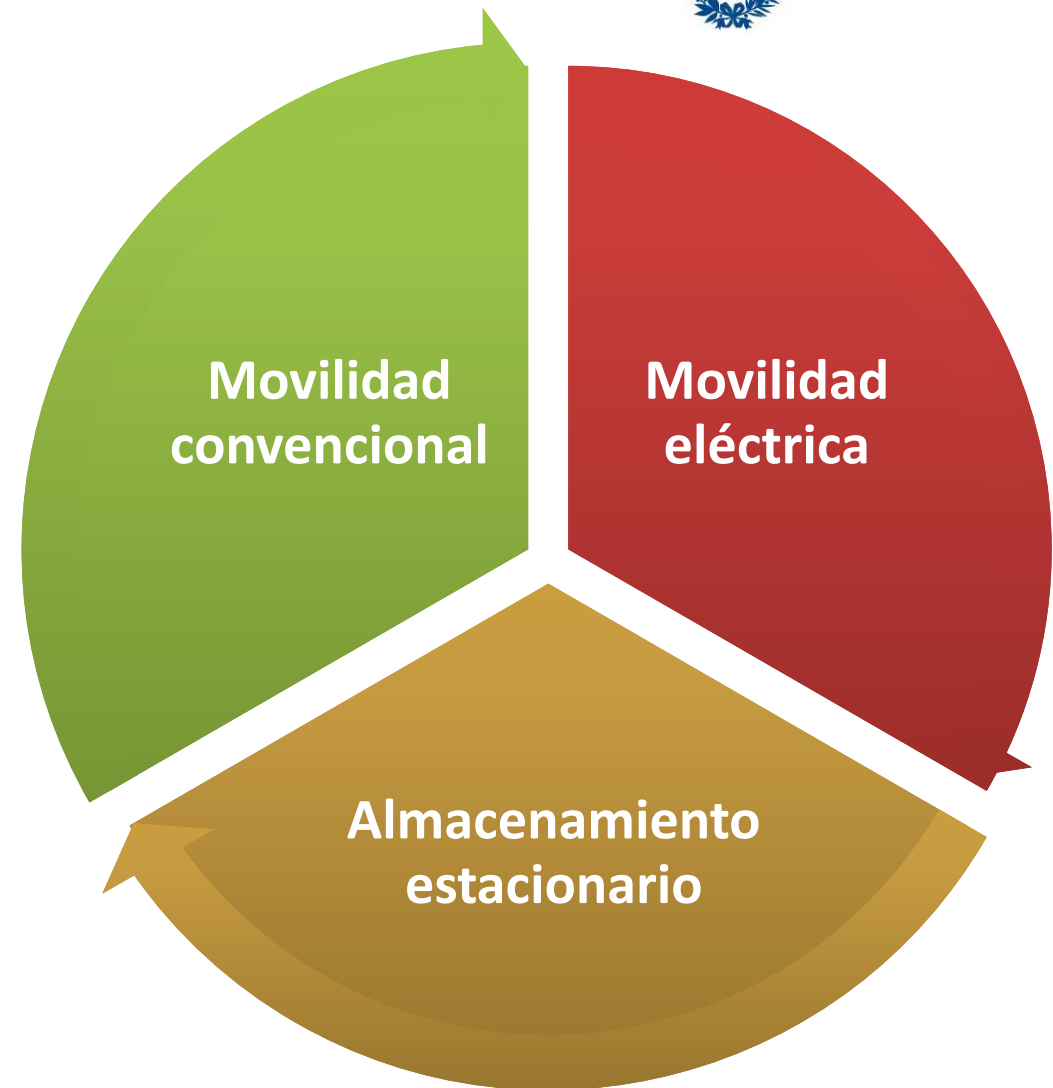 Movilidad
convencional
Movilidad
eléctrica
Almacenamiento
estacionario